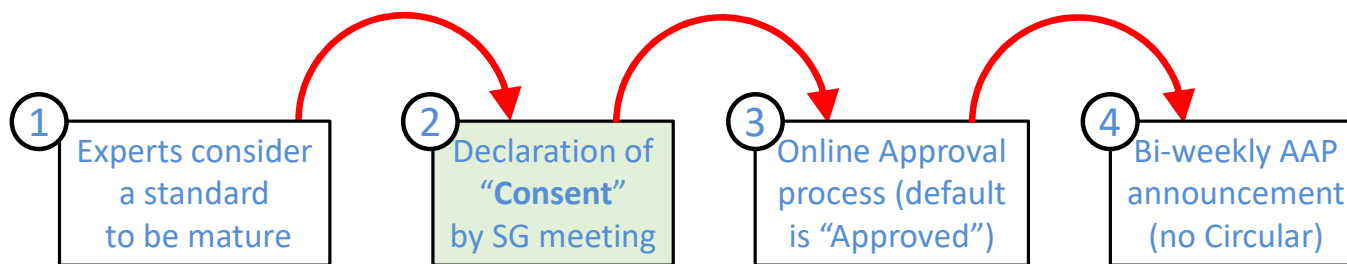 1
Experts consider
a standard
to be mature
2
Declaration of
“Consent”
by SG meeting
3
Online Approval
process (default
is “Approved”)
4
Bi-weekly AAP
announcement
(no Circular)